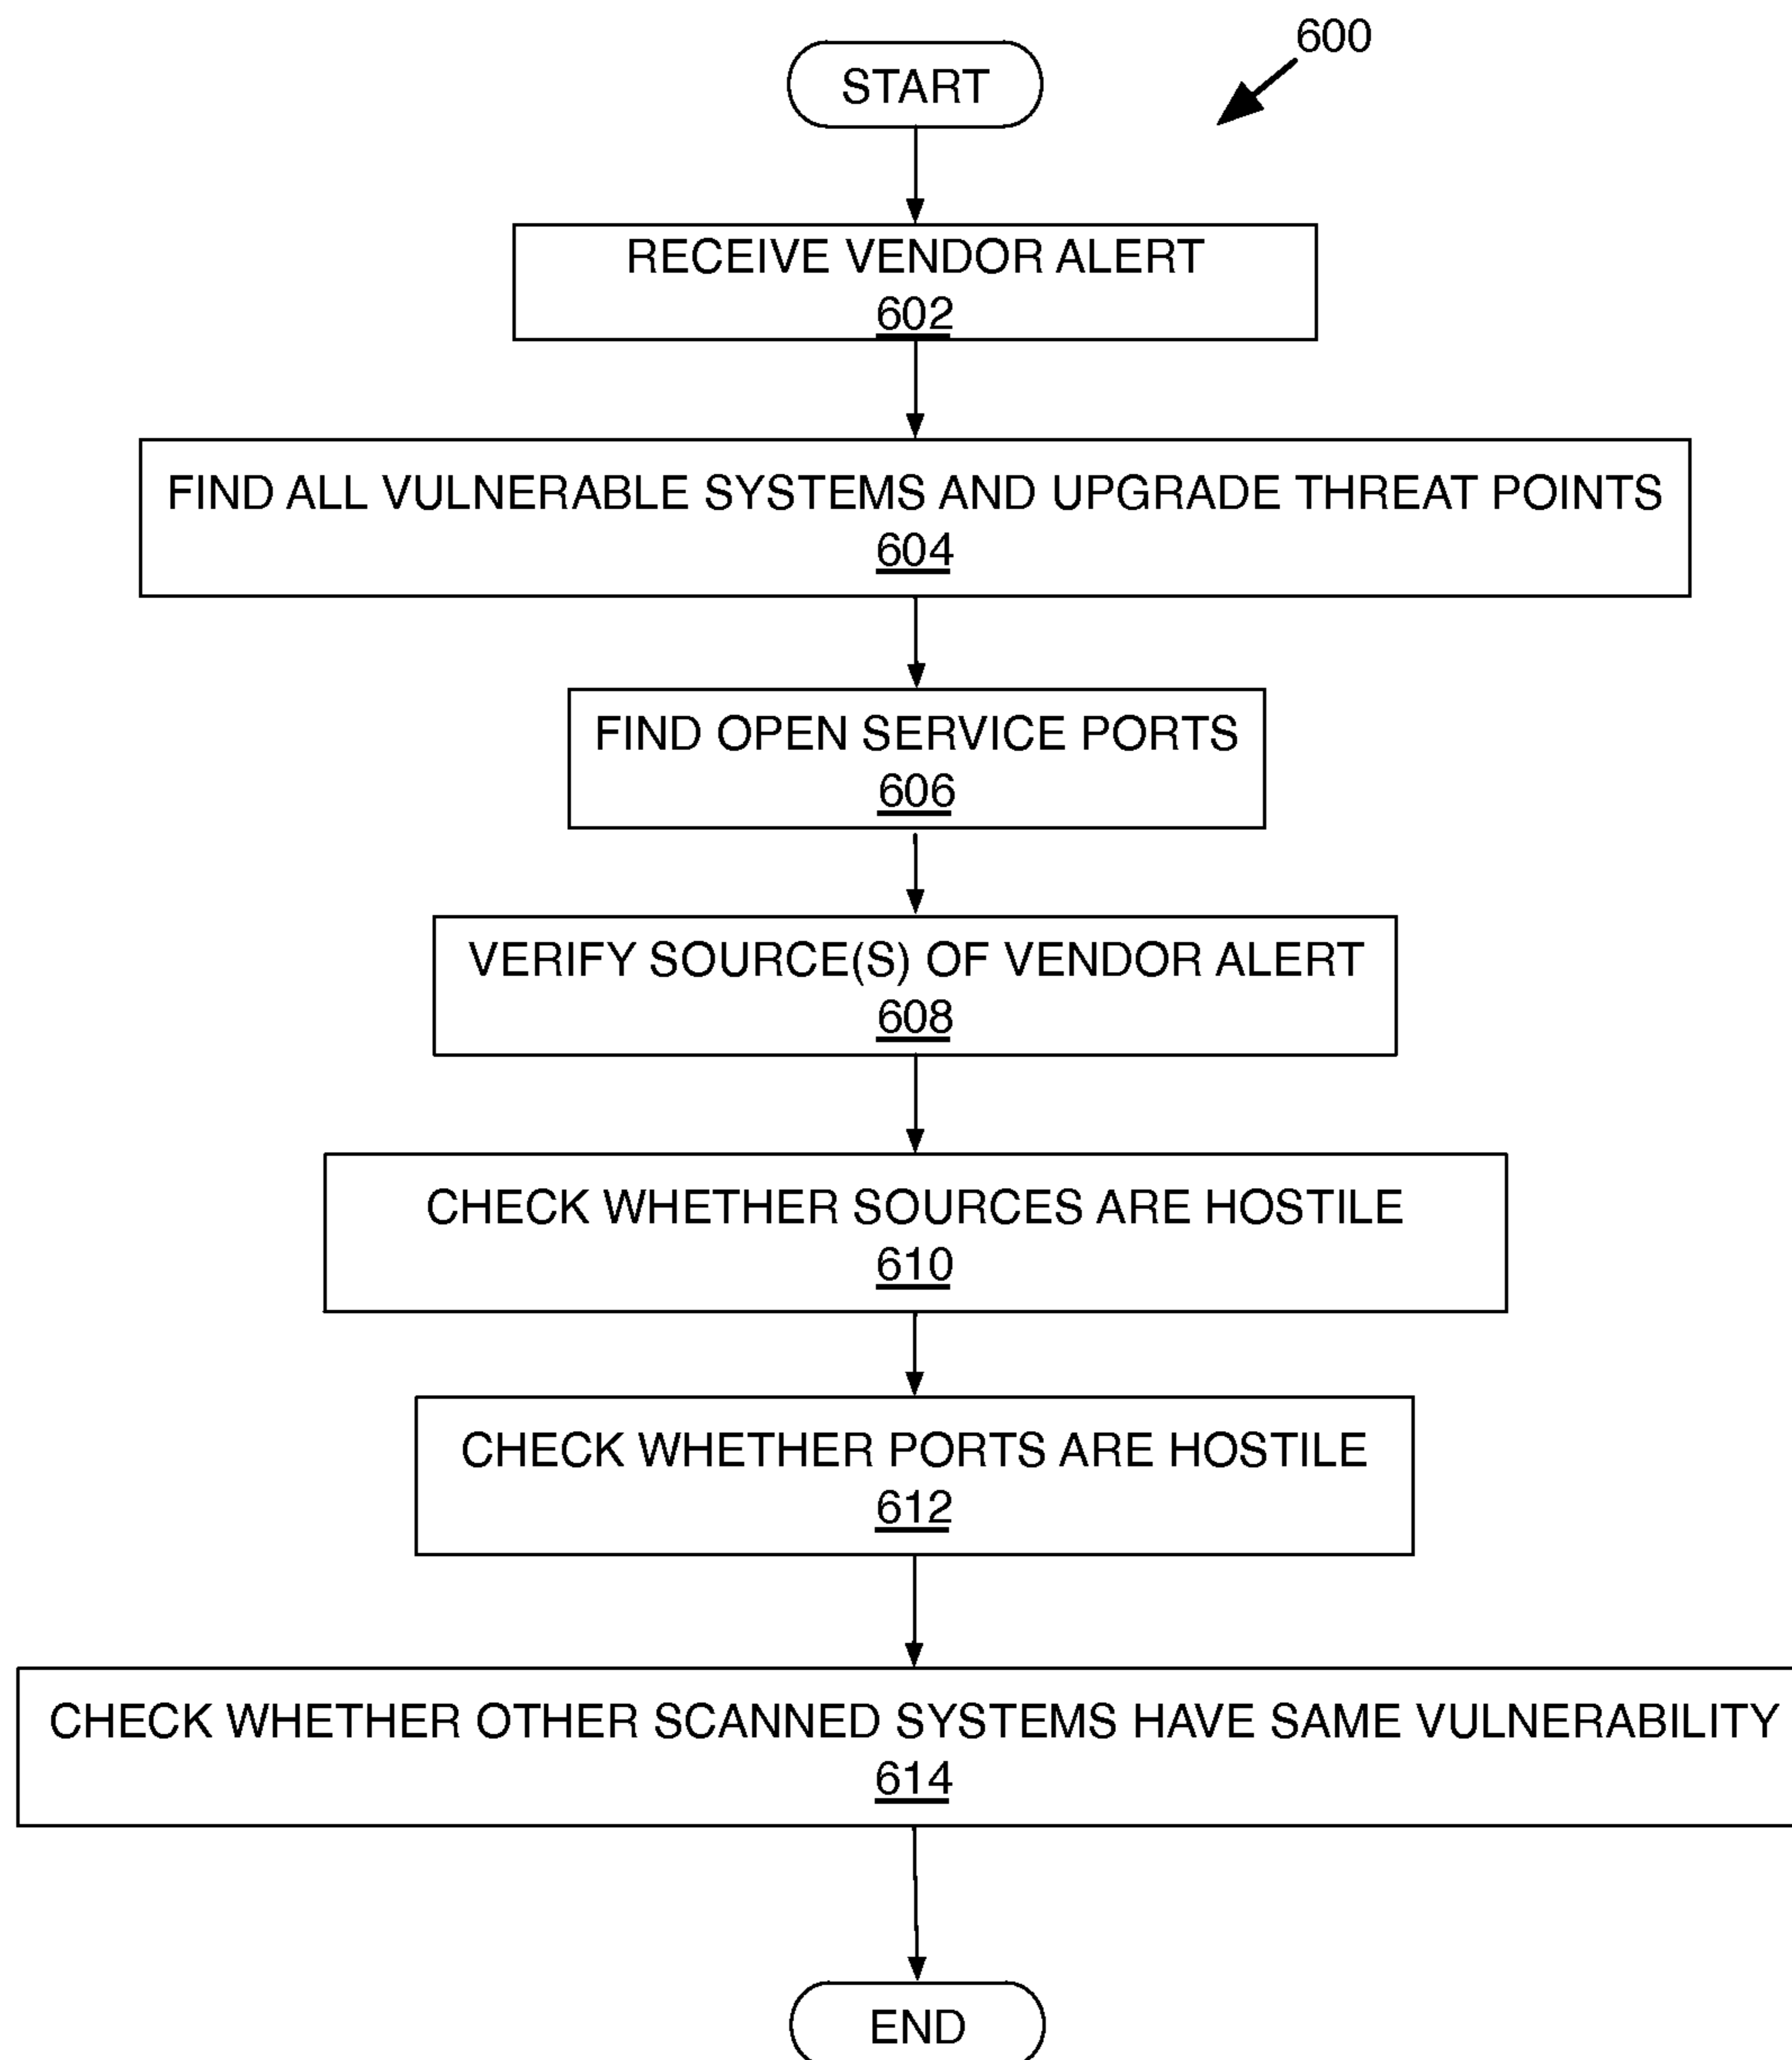 600
START
RECEIVE VENDOR ALERT
602
FIND ALL VULNERABLE SYSTEMS AND UPGRADE THREAT POINTS
604
FIND OPEN SERVICE PORTS
606
VERIFY SOURCE(S) OF VENDOR ALERT
608
CHECK WHETHER SOURCES ARE HOSTILE
610
CHECK WHETHER PORTS ARE HOSTILE
612
CHECK WHETHER OTHER SCANNED SYSTEMS HAVE SAME VULNERABILITY
614
END